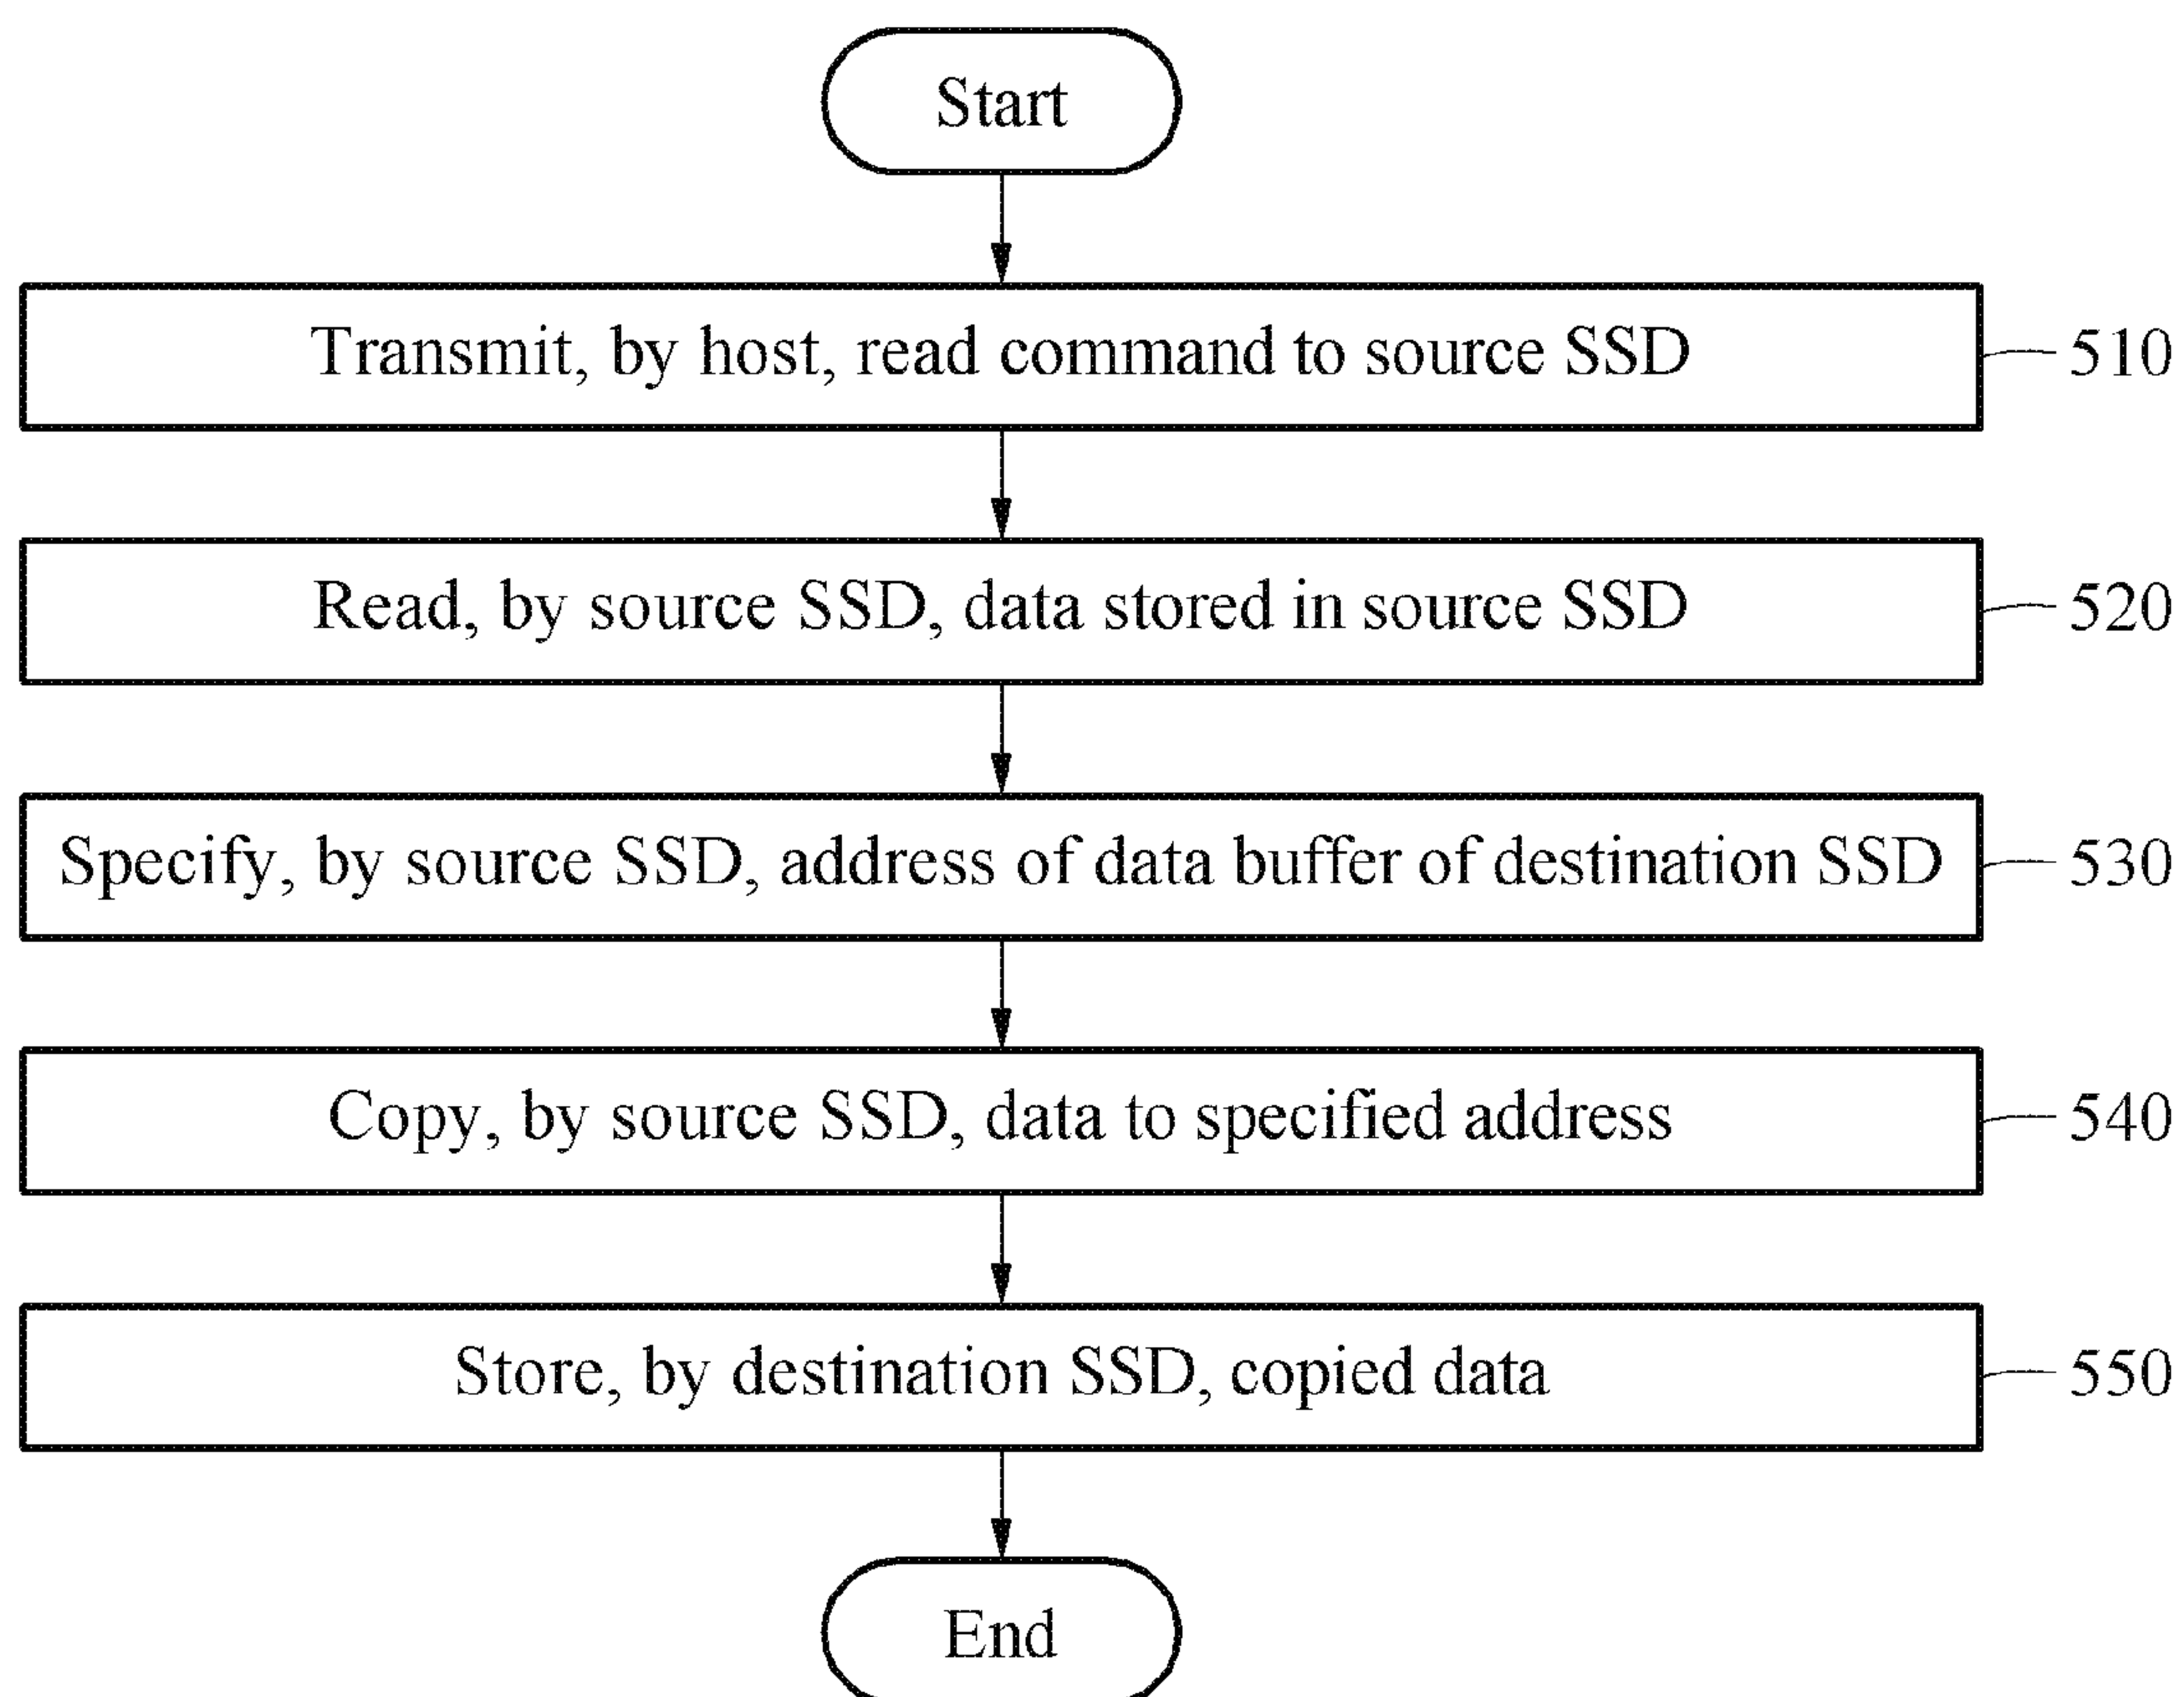 Start
Transmit, by host, read command to source SSD
510
Read, by source SSD, data stored in source SSD
520
Specify, by source SSD, address of data buffer of destination SSD
530
Copy, by source SSD, data to specified address
540
Store, by destination SSD, copied data
550
End